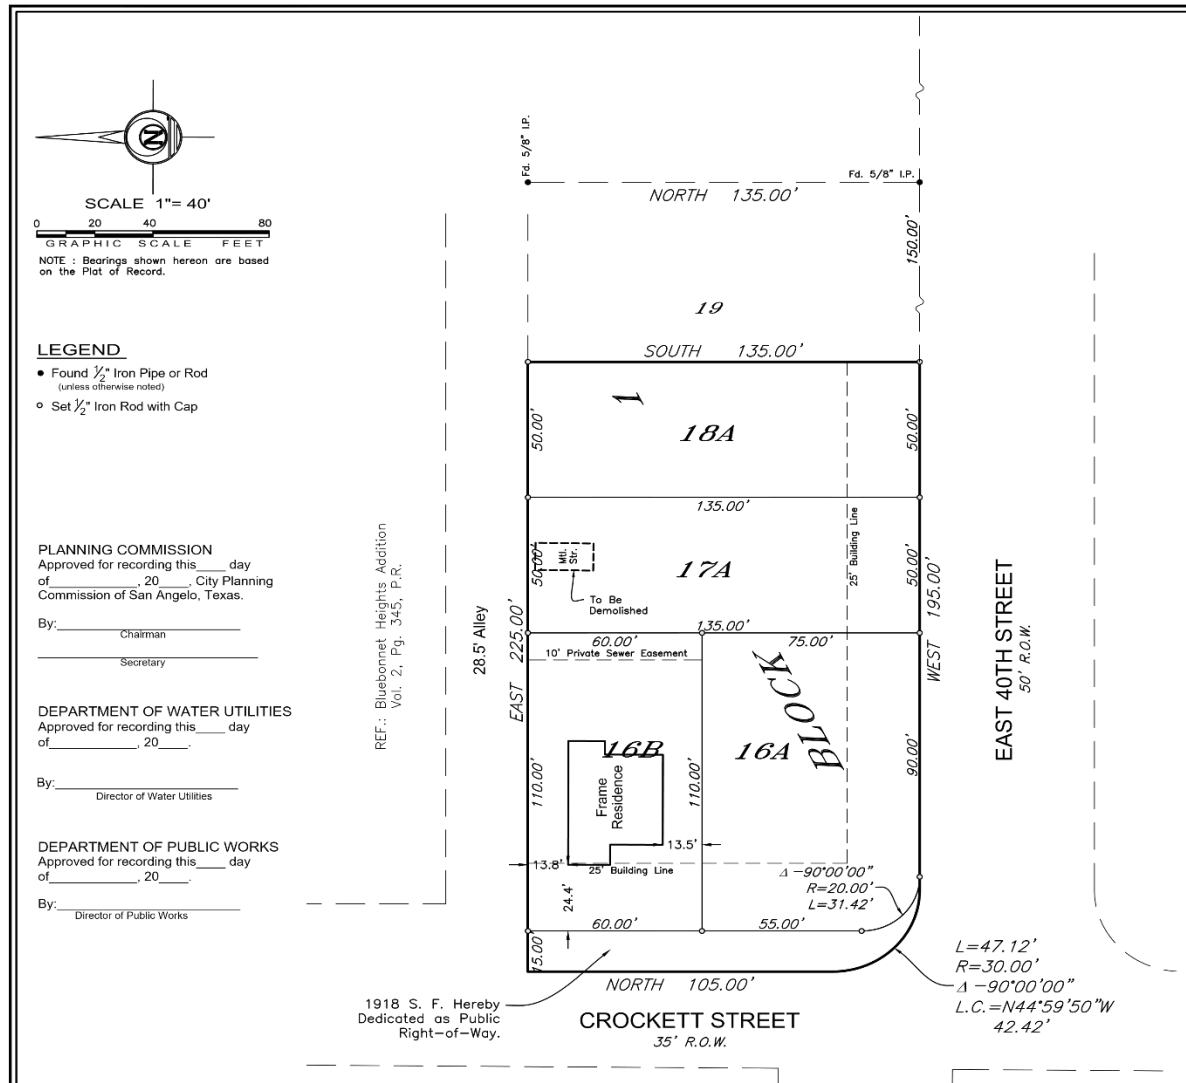 N
SCALE 1"= 40'
0 20 40 80
GRAPHIC SCALE FEET
NOTE : Bearings shown hereon are based
on the Plat of Record.
LEGEND
Found 1/2" Iron Pipe or Rod
(unless otherwise noted)
Set 1/2" Iron Rod with Cap
PLANNING COMMISSION
Approved for recording this____ day
of__________, 20____, City Planning
Commission of San Angelo, Texas.
By:
Chairman
Secretary
DEPARTMENT OF WATER UTILITIES
Approved for recording this____ day
of__________, 20____.
By:
Director of Water Utilities
DEPARTMENT OF PUBLIC WORKS
Approved for recording this____ day
of__________, 20____.
By:
Director of Public Works
REF.: Bluebonnet Heights Addition
Vol. 2, Pg. 345, P.R.
28.5' Alley
EAST 225.00'
Fd. 5/8" I.P.
Fd. 5/8" I.P.
NORTH 135.00'
150.00'
19
SOUTH 135.00'
1
50.00'
18A
50.00'
135.00'
50.00'
Mtl.
Str.
To Be
Demolished
17A
25' Building Line
50.00'
WEST 195.00'
135.00'
60.00'
75.00'
10' Private Sewer Easement
BLOCK
16B
16A
110.00'
Frame
Residence
110.00'
90.00'
13.8'
13.5'
25' Building Line
24.4'
Δ -90°00'00"
R=20.00'
L=31.42'
60.00'
55.00'
15.00'
NORTH 105.00'
L=47.12'
R=30.00'
Δ -90°00'00"
L.C.=N44°59'50"W
42.42'
1918 S. F. Hereby
Dedicated as Public
Right-of-Way.
CROCKETT STREET
35' R.O.W.
EAST 40TH STREET
50' R.O.W.